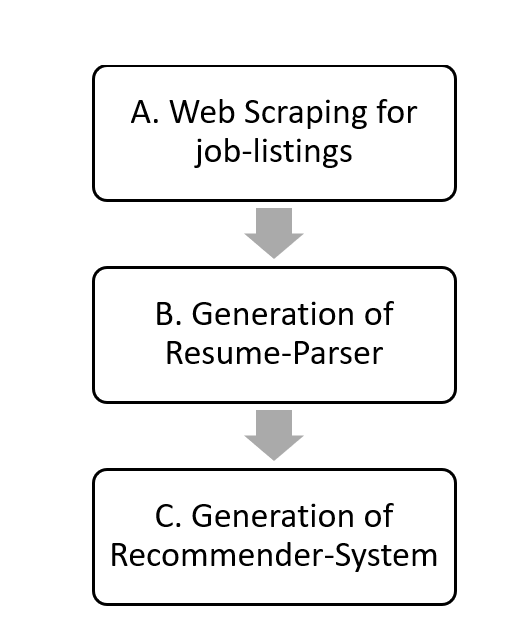 A. Web Scraping for
job-listings
B. Generation of
Resume-Parser
C. Generation of
Recommender-System